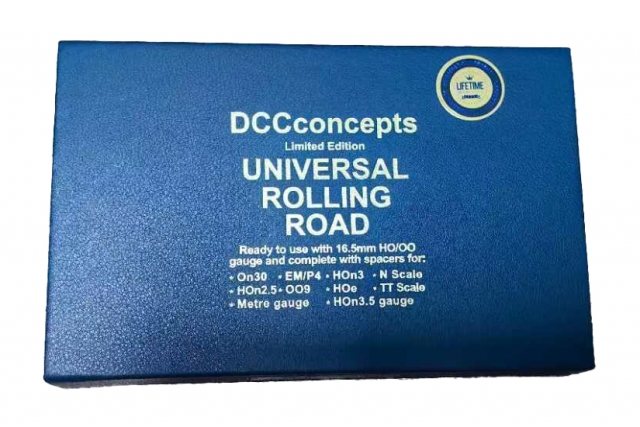 LIFETIME
DCCconcepts
Limited Edition
UNIVERSAL
ROLLING
ROAD
Ready to use with 16.5mm HO/OO
gauge and complete with spacers for:
• On30 • EM/P4 • HOn3 • N Scale
• HOn2.5 • OO9 • HOe • TT Scale
• Metre gauge • HOn3.5 gauge